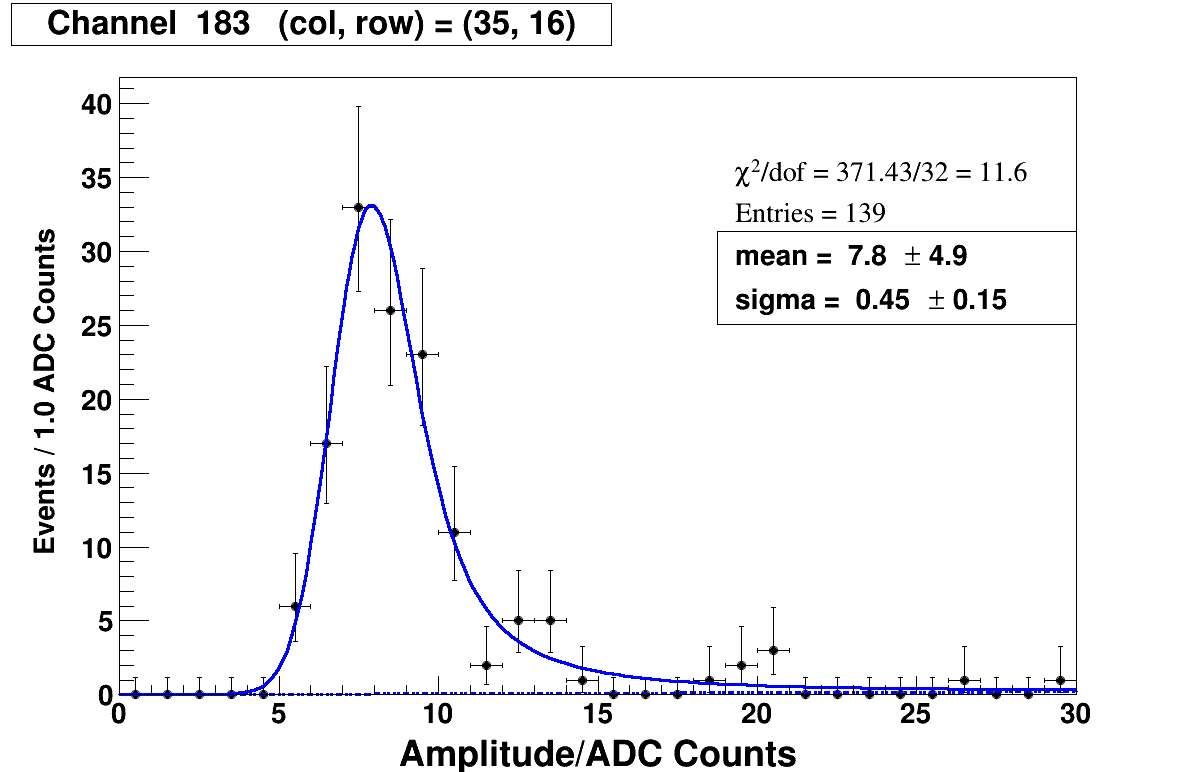 Channel 183 (col, row) = (35, 16)
χ²/dof = 371.43/32 = 11.6
Entries = 139
mean = 7.8 ± 4.9
sigma = 0.45 ± 0.15
Events / 1.0 ADC Counts
40
35
30
25
20
15
10
5
0
0 5 10 15 20 25 30
Amplitude/ADC Counts